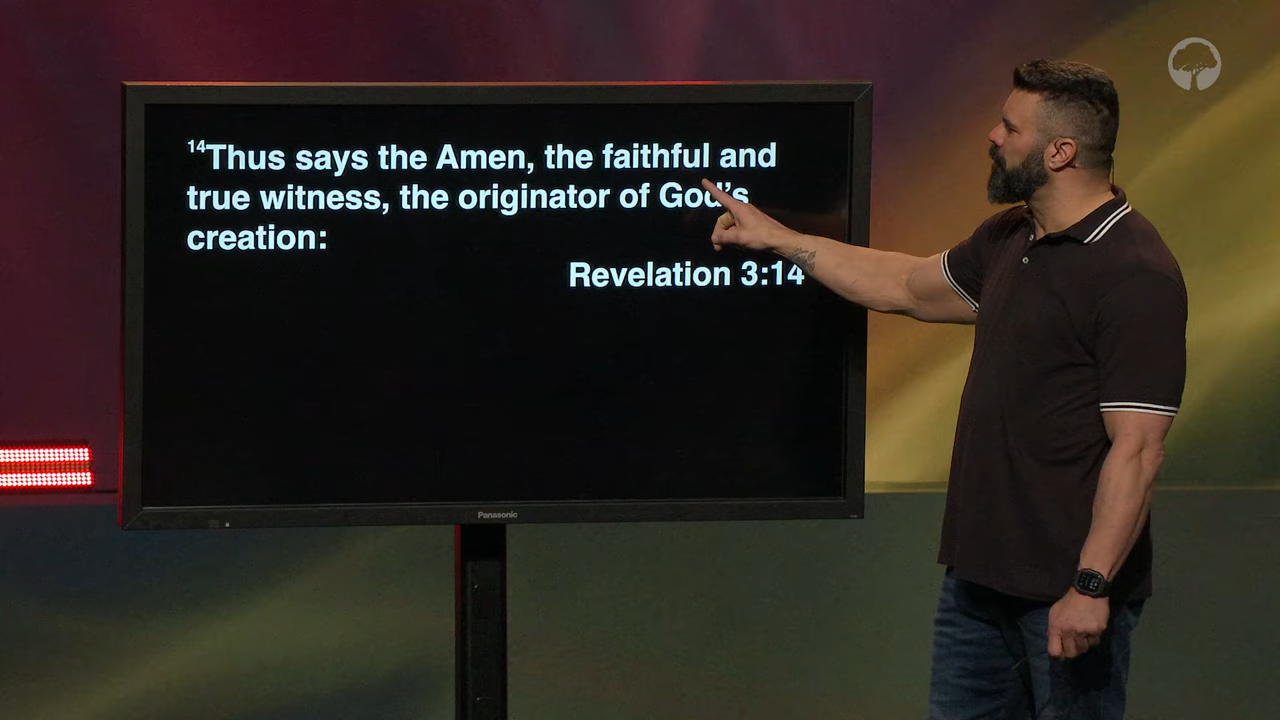 14Thus says the Amen, the faithful and
true witness, the originator of God's
creation:
Revelation 3:14
Panasonic